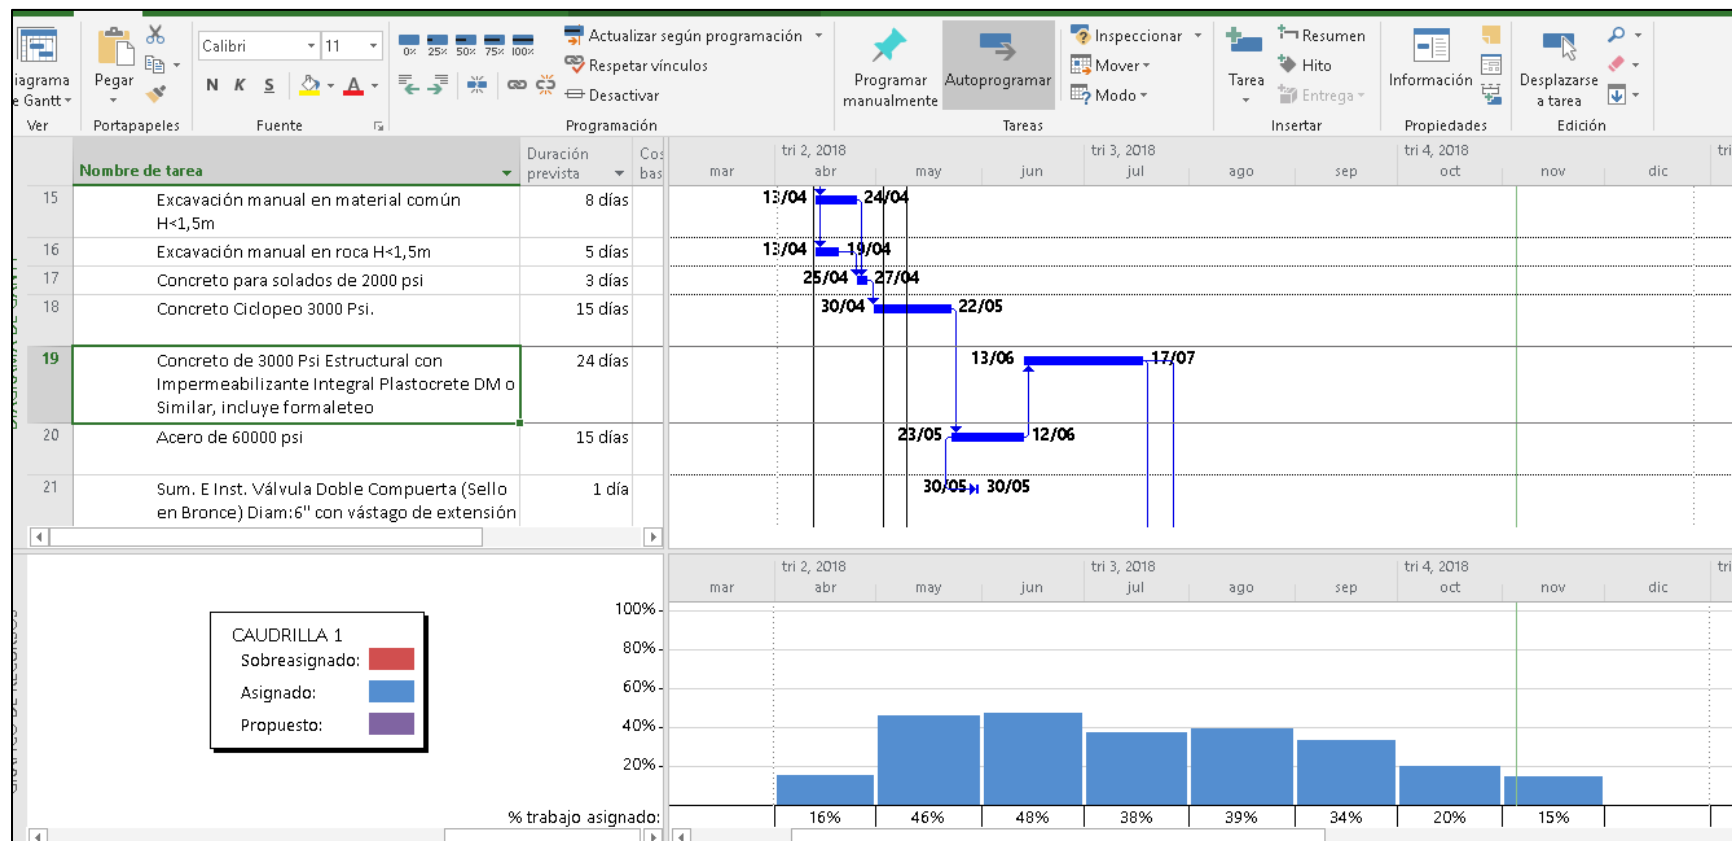 Calibri 11
0% 25% 50% 75% 100%
Actualizar según programación
Respetar vínculos
Desactivar
Inspeccionar
Mover
Modo
Resumen
Hito
Entrega
iagrama
e Gantt
Pegar
N K S
A
Programar
manualmente
Autoprogramar
Tarea
Información
Desplazarse
a tarea
Ver Portapapeles Fuente Programación Tareas Insertar Propiedades Edición
Nombre de tarea
Duración
prevista
Cos
bas
tri 2, 2018 tri 3, 2018 tri 4, 2018 tri
mar abr may jun jul ago sep oct nov dic
15 Excavación manual en material común
H<1,5m
8 días 13/04 24/04
16 Excavación manual en roca H<1,5m 5 días 13/04 19/04
17 Concreto para solados de 2000 psi 3 días 25/04 27/04
18 Concreto Ciclopeo 3000 Psi. 15 días 30/04 22/05
19 Concreto de 3000 Psi Estructural con
Impermeabilizante Integral Plastocrete DM o
Similar, incluye formaleteo
24 días 13/06 17/07
20 Acero de 60000 psi 15 días 23/05 12/06
21 Sum. E Inst. Válvula Doble Compuerta (Sello
en Bronce) Diam:6" con vástago de extensión
1 día 30/05 30/05
tri 2, 2018 tri 3, 2018 tri 4, 2018 tri
mar abr may jun jul ago sep oct nov dic
CAUDRILLA 1
Sobreasignado:
Asignado:
Propuesto:
100%
80%
60%
40%
20%
% trabajo asignado: 16% 46% 48% 38% 39% 34% 20% 15%